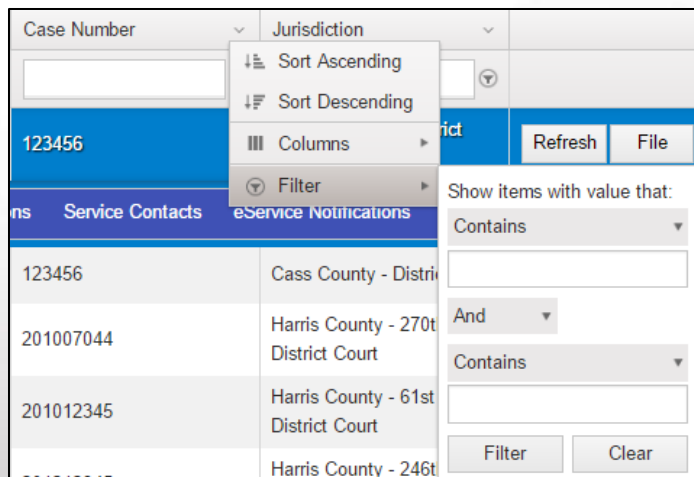 Case Number
Jurisdiction
Sort Ascending
Sort Descending
Columns
Filter
123456
rict
Refresh
File
ns
Service Contacts
eService Notifications
Show items with value that:
Contains
And
Contains
Filter
Clear
123456
Cass County - Distri
201007044
Harris County - 270t
District Court
201012345
Harris County - 61st
District Court
Harris County - 246t